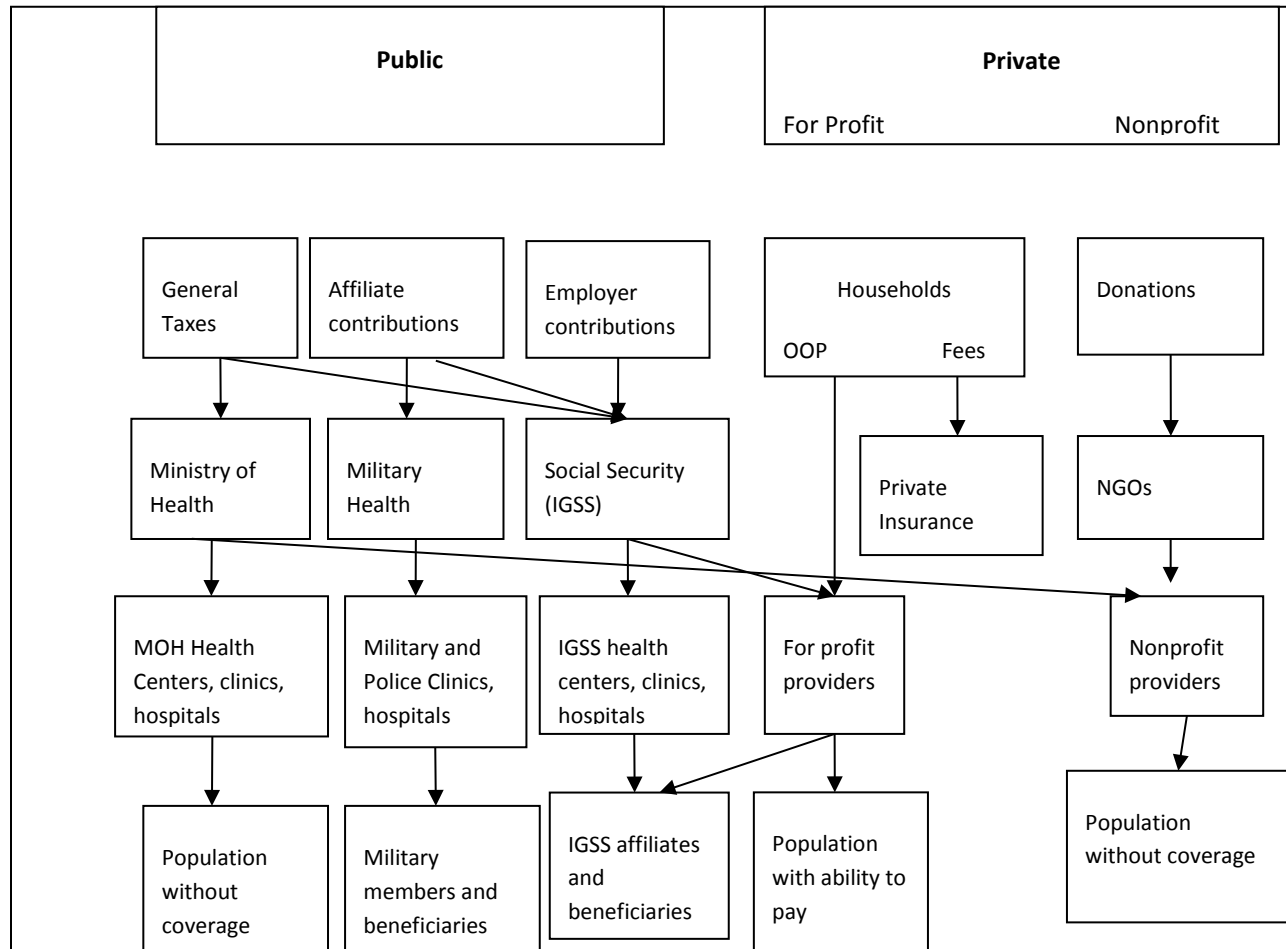 Public
Private
For Profit Nonprofit
General
Taxes
Affiliate
contributions
Employer
contributions
Households
OOP Fees
Donations
Ministry of
Health
Military
Health
Social Security
(IGSS)
Private
Insurance
NGOs
MOH Health
Centers, clinics,
hospitals
Military and
Police Clinics,
hospitals
IGSS health
centers, clinics,
hospitals
For profit
providers
Nonprofit
providers
Population
without
coverage
Military
members and
beneficiaries
IGSS affiliates
and
beneficiaries
Population
with ability to
pay
Population
without coverage